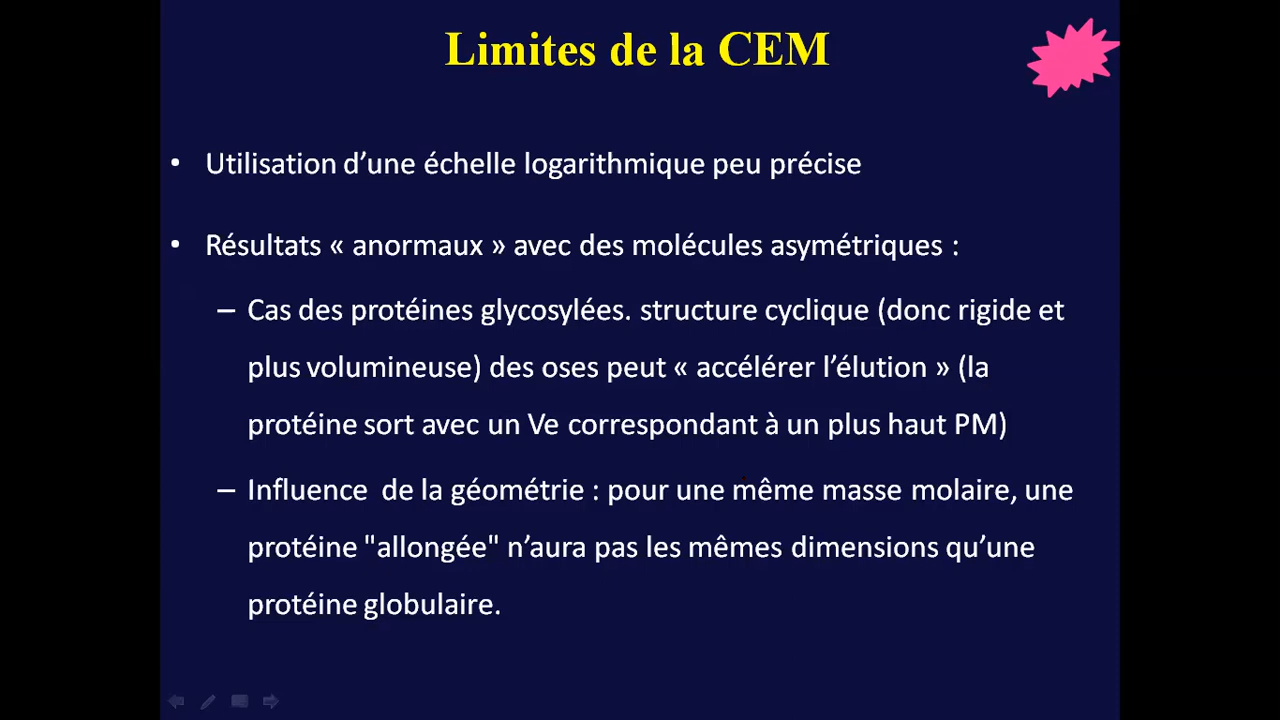 Limites de la CEM
• Utilisation d’une échelle logarithmique peu précise
• Résultats « anormaux » avec des molécules asymétriques :
– Cas des protéines glycosylées. structure cyclique (donc rigide et
plus volumineuse) des oses peut « accélérer l’élution » (la
protéine sort avec un Ve correspondant à un plus haut PM)
– Influence de la géométrie : pour une même masse molaire, une
protéine "allongée" n’aura pas les mêmes dimensions qu’une
protéine globulaire.